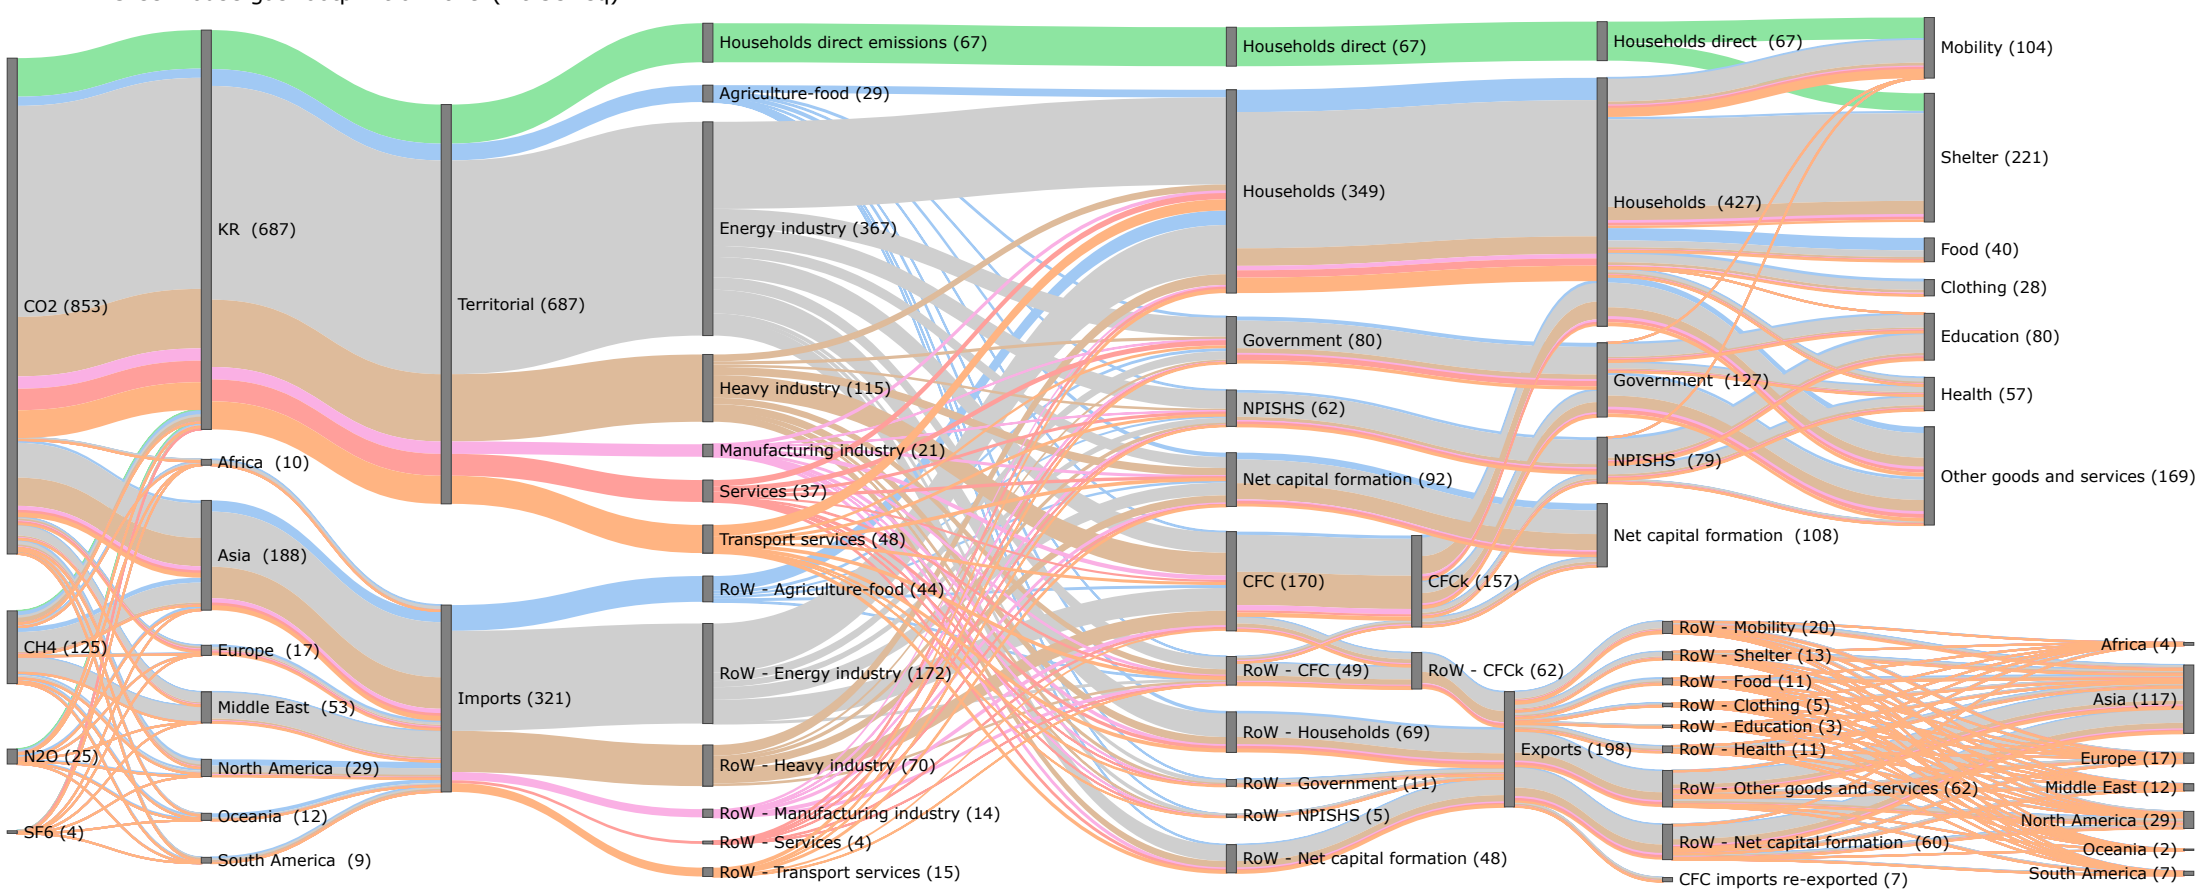 CO2 (853)
CH4 (125)
N2O (25)
SF6 (4)
KR (687)
Africa (10)
Asia (188)
Europe (17)
Middle East (53)
North America (29)
Oceania (12)
South America (9)
Territorial (687)
Imports (321)
Households direct emissions (67)
Agriculture-food (29)
Energy industry (367)
Heavy industry (115)
Manufacturing industry (21)
Services (37)
Transport services (48)
RoW - Agriculture-food (44)
RoW - Energy industry (172)
RoW - Heavy industry (70)
RoW - Manufacturing industry (14)
RoW - Services (4)
RoW - Transport services (15)
Households direct (67)
Households (349)
Government (80)
NPISHS (62)
Net capital formation (92)
CFC (170)
RoW - CFC (49)
RoW - Households (69)
RoW - Government (11)
RoW - NPISHS (5)
RoW - Net capital formation (48)
CFCk (157)
RoW - CFCk (62)
Exports (198)
Households direct (67)
Households (427)
Government (127)
NPISHS (79)
Net capital formation (108)
RoW - Mobility (20)
RoW - Shelter (13)
RoW - Food (11)
RoW - Clothing (5)
RoW - Education (3)
RoW - Health (11)
RoW - Other goods and services (62)
RoW - Net capital formation (60)
CFC imports re-exported (7)
Mobility (104)
Shelter (221)
Food (40)
Clothing (28)
Education (80)
Health (57)
Other goods and services (169)
Africa (4)
Asia (117)
Europe (17)
Middle East (12)
North America (29)
Oceania (2)
South America (7)